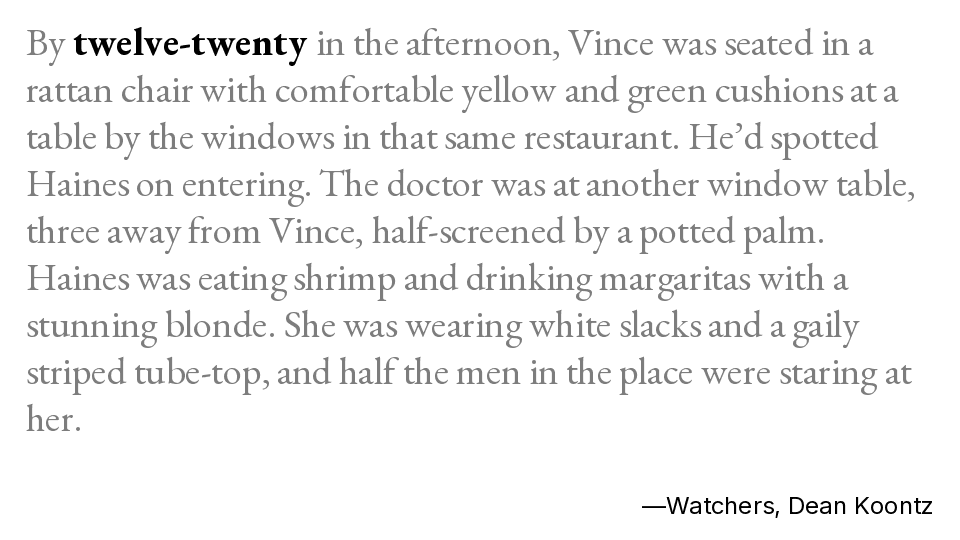 By twelve-twenty in the afternoon, Vince was seated in a
rattan chair with comfortable yellow and green cushions at a
table by the windows in that same restaurant. He’d spotted
Haines on entering. The doctor was at another window table,
three away from Vince, half-screened by a potted palm.
Haines was eating shrimp and drinking margaritas with a
stunning blonde. She was wearing white slacks and a gaily
striped tube-top, and half the men in the place were staring at
her.
—Watchers, Dean Koontz